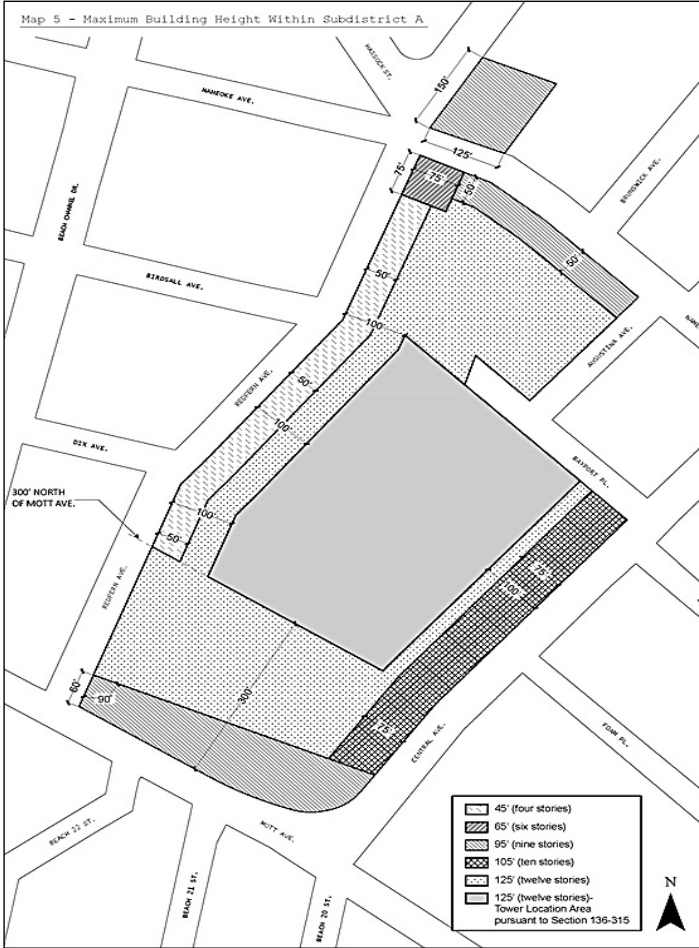 Map 5 - Maximum Building Height Within Subdistrict A
HASSOCK ST.
150'
NAMEOKE AVE.
125'
75'
75'
50'
BRUNSWICK AVE.
BEACH CHANNEL DR.
50'
50'
BIRDSALL AVE.
100'
AUGUSTINA AVE.
REDFERN AVE.
50'
100'
DIX AVE.
BAYPORT PL.
300' NORTH
OF MOTT AVE.
100'
50'
75'
100'
REDFERN AVE.
60'
90'
300'
75'
CENTRAL AVE.
FOAM PL.
MOTT AVE.
BEACH 22 ST.
BEACH 21 ST.
BEACH 20 ST.
45' (four stories)
65' (six stories)
95' (nine stories)
105' (ten stories)
125' (twelve stories)
125' (twelve stories)-
Tower Location Area
pursuant to Section 136-315
N